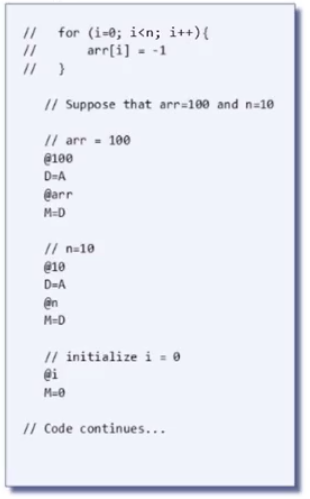 //   for (i=0; i<n; i++){
//       arr[i] = -1
//   }
// Suppose that arr=100 and n=10
// arr = 100
@100
D=A
@arr
M=D
// n=10
@10
D=A
@n
M=D
// initialize i = 0
@i
M=0
// Code continues...